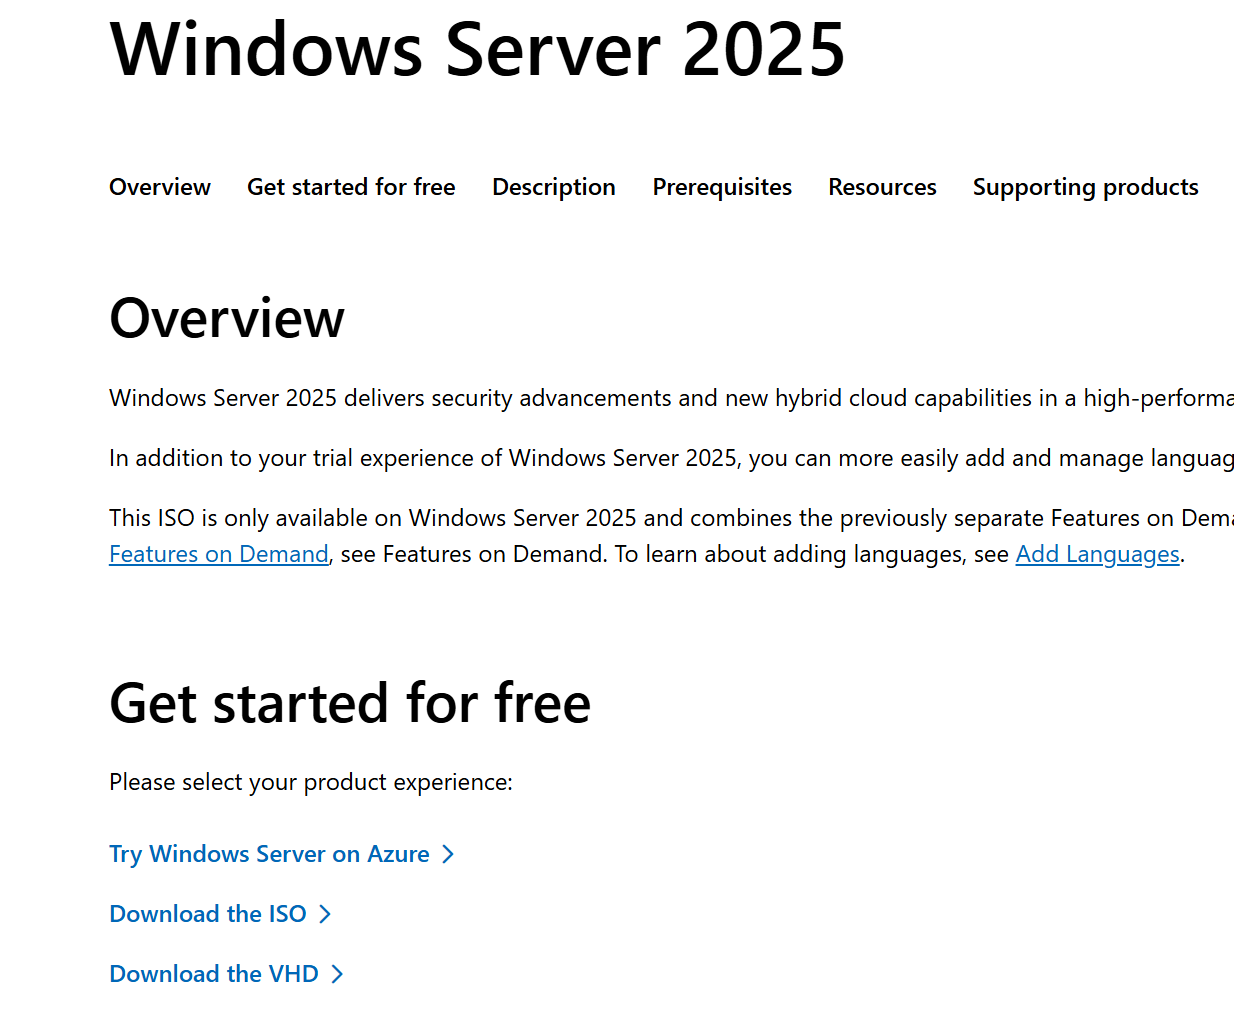 Windows Server 2025
Overview Get started for free Description Prerequisites Resources Supporting products
Overview
Windows Server 2025 delivers security advancements and new hybrid cloud capabilities in a high-performa
In addition to your trial experience of Windows Server 2025, you can more easily add and manage languag
This ISO is only available on Windows Server 2025 and combines the previously separate Features on Dema
Features on Demand, see Features on Demand. To learn about adding languages, see Add Languages.
Get started for free
Please select your product experience:
Try Windows Server on Azure
Download the ISO
Download the VHD